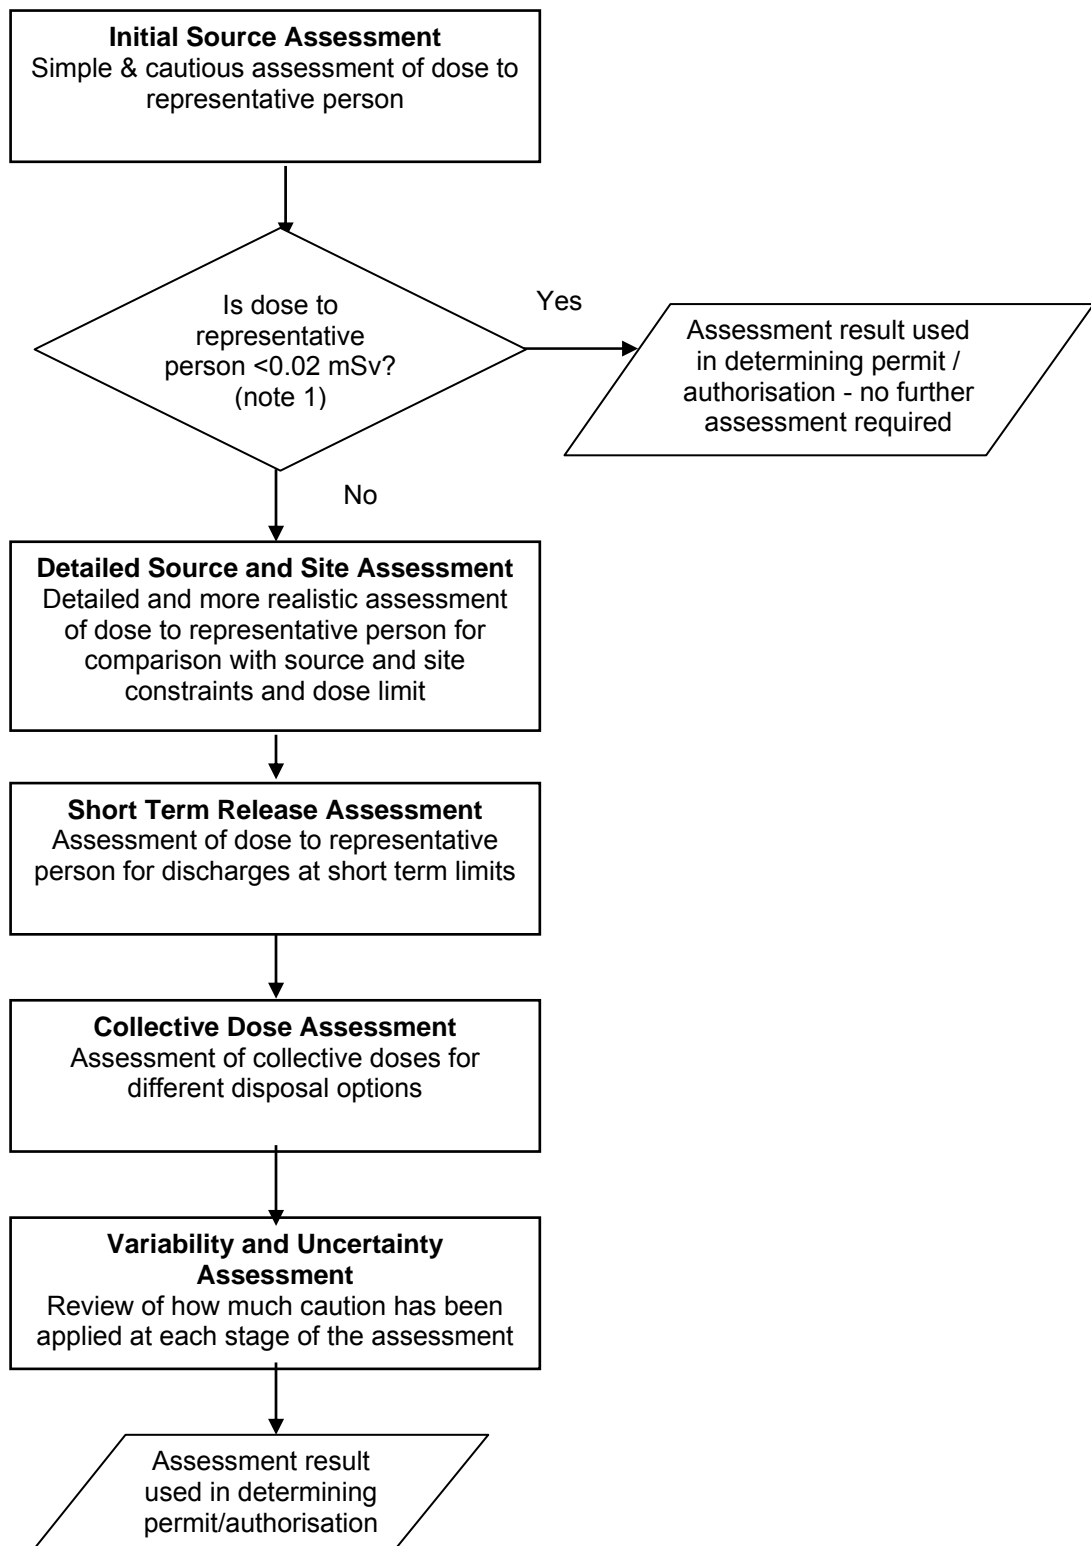 Initial Source Assessment
Simple & cautious assessment of dose to
representative person
Is dose to
representative
person <0.02 mSv?
(note 1)
Yes
Assessment result used
in determining permit /
authorisation - no further
assessment required
No
Detailed Source and Site Assessment
Detailed and more realistic assessment
of dose to representative person for
comparison with source and site
constraints and dose limit
Short Term Release Assessment
Assessment of dose to representative
person for discharges at short term limits
Collective Dose Assessment
Assessment of collective doses for
different disposal options
Variability and Uncertainty
Assessment
Review of how much caution has been
applied at each stage of the assessment
Assessment result
used in determining
permit/authorisation